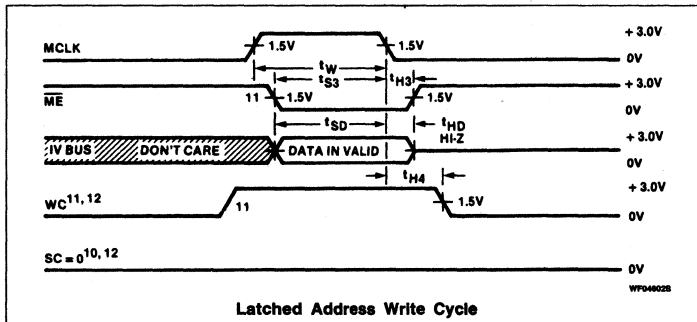 MCLK 1.5V 1.5V + 3.0V 0V
tW
tS3 tH3
ME 11 1.5V 1.5V + 3.0V 0V
tSD tHD
HI-Z
IV BUS DON'T CARE DATA IN VALID + 3.0V 0V
tH4
WC11, 12 11 1.5V + 3.0V 0V
SC = 010, 12 0V
WF04602S
Latched Address Write Cycle